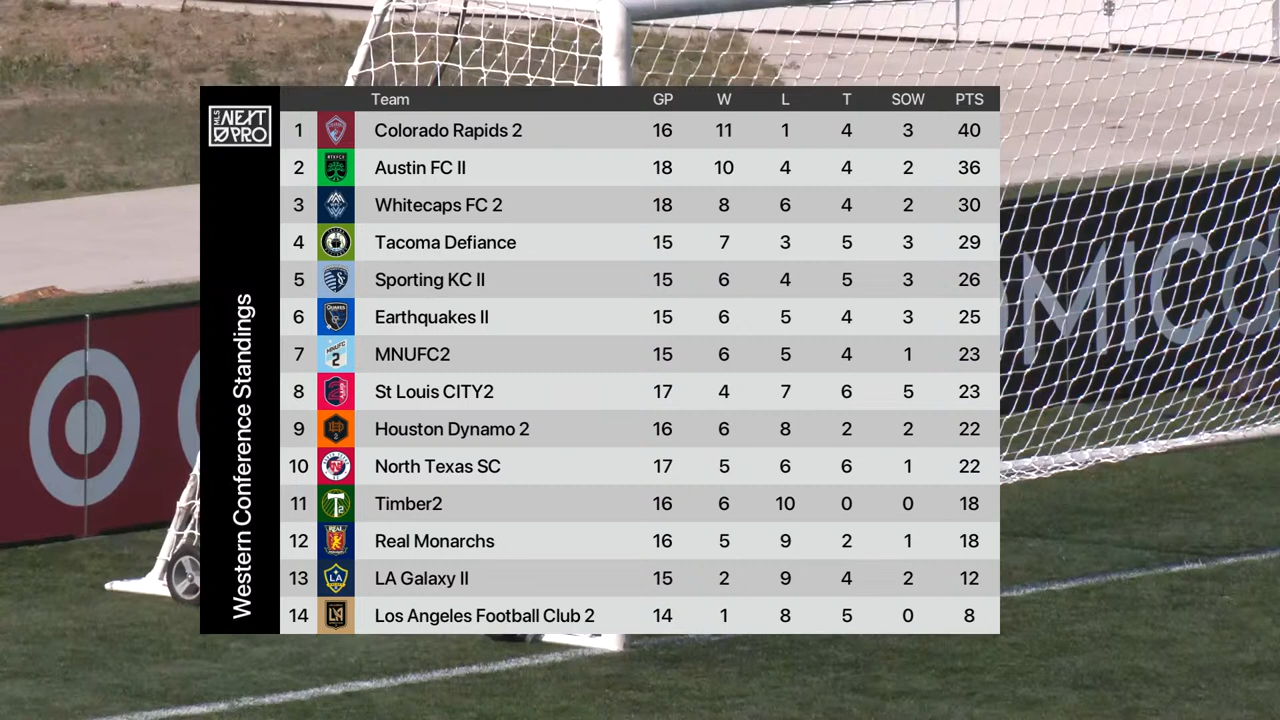 MLS NEXT PRO
Western Conference Standings
Team GP W L T SOW PTS
1 Colorado Rapids 2 16 11 1 4 3 40
2 Austin FC II 18 10 4 4 2 36
3 Whitecaps FC 2 18 8 6 4 2 30
4 Tacoma Defiance 15 7 3 5 3 29
5 Sporting KC II 15 6 4 5 3 26
6 Earthquakes II 15 6 5 4 3 25
7 MNUFC2 15 6 5 4 1 23
8 St Louis CITY2 17 4 7 6 5 23
9 Houston Dynamo 2 16 6 8 2 2 22
10 North Texas SC 17 5 6 6 1 22
11 Timber2 16 6 10 0 0 18
12 Real Monarchs 16 5 9 2 1 18
13 LA Galaxy II 15 2 9 4 2 12
14 Los Angeles Football Club 2 14 1 8 5 0 8